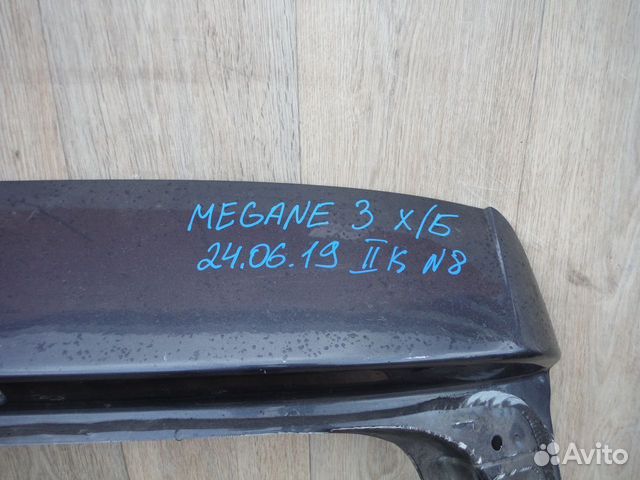 MEGANE 3 Х/Б
24.06.19 II К N8
Avito